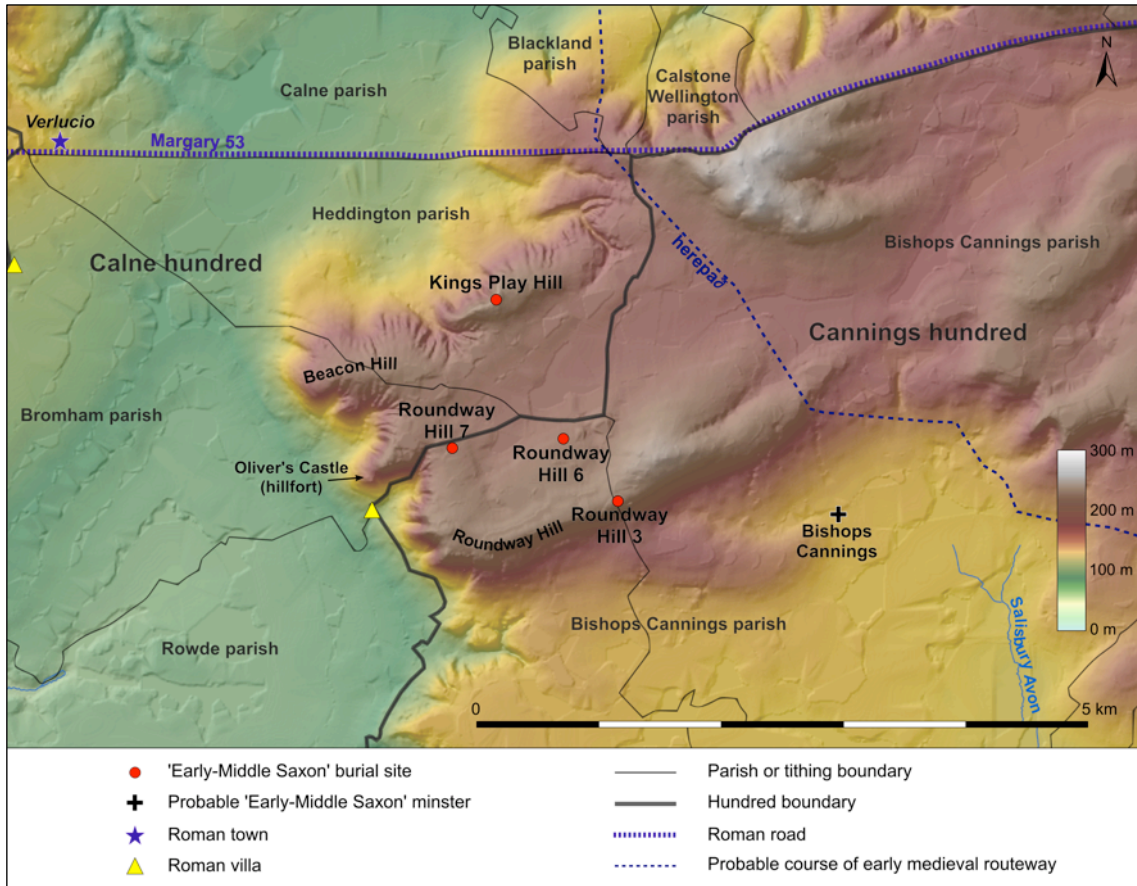 Blackland
parish
N
Calstone
Wellington
parish
Calne parish
Verlucio
Margary 53
Heddington parish
Bishops Cannings parish
herepað
Calne hundred
Kings Play Hill
Cannings hundred
Beacon Hill
Bromham parish
Roundway
Hill 7
Roundway
Hill 6
Oliver's Castle
(hillfort)
300 m
200 m
100 m
0 m
Roundway
Hill 3
Roundway Hill
Bishops
Cannings
Salisbury Avon
Bishops Cannings parish
Rowde parish
0
5 km
'Early-Middle Saxon' burial site
Parish or tithing boundary
Probable 'Early-Middle Saxon' minster
Hundred boundary
Roman town
Roman road
Roman villa
Probable course of early medieval routeway